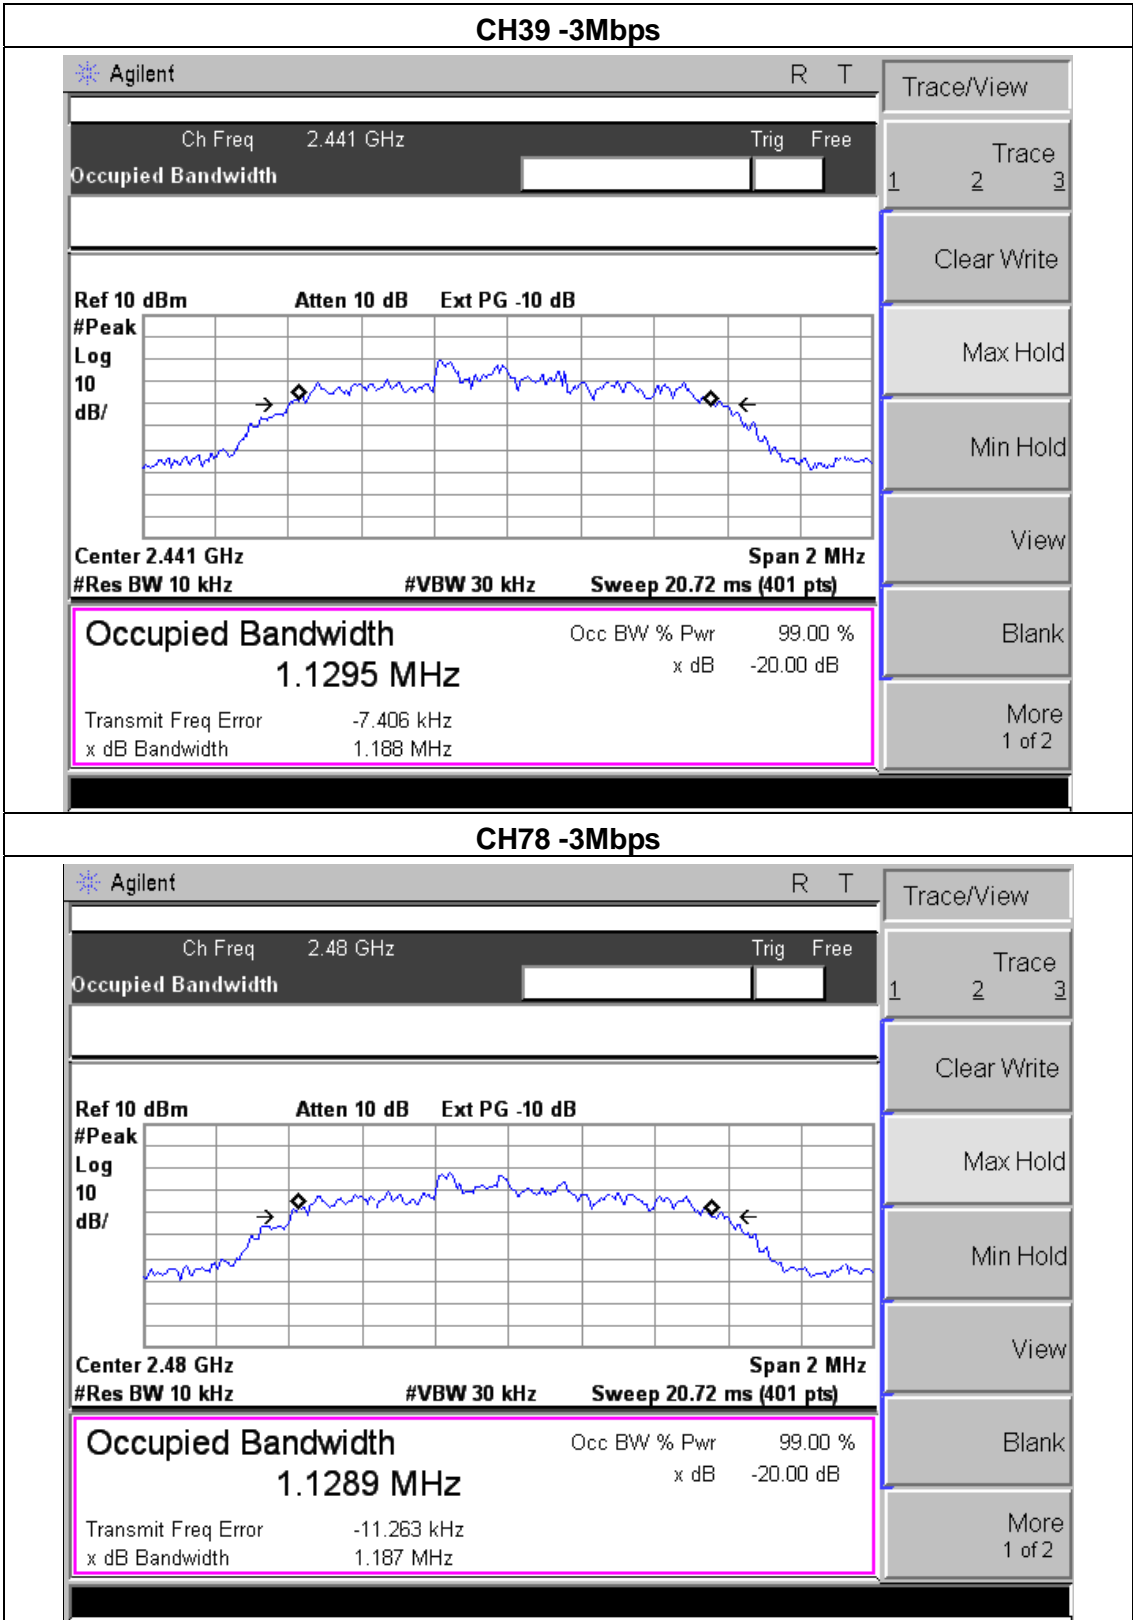 CH39 -3Mbps
Agilent R T
Trace/View
Ch Freq 2.441 GHz Trig Free
Occupied Bandwidth
Trace
1 2 3
Clear Write
Max Hold
Min Hold
View
Blank
More
1 of 2
Ref 10 dBm Atten 10 dB Ext PG -10 dB
#Peak
Log
10
dB/
Center 2.441 GHz Span 2 MHz
#Res BW 10 kHz #VBW 30 kHz Sweep 20.72 ms (401 pts)
Occupied Bandwidth Occ BW % Pwr 99.00 %
1.1295 MHz x dB -20.00 dB
Transmit Freq Error -7.406 kHz
x dB Bandwidth 1.188 MHz
CH78 -3Mbps
Agilent R T
Trace/View
Ch Freq 2.48 GHz Trig Free
Occupied Bandwidth
Trace
1 2 3
Clear Write
Max Hold
Min Hold
View
Blank
More
1 of 2
Ref 10 dBm Atten 10 dB Ext PG -10 dB
#Peak
Log
10
dB/
Center 2.48 GHz Span 2 MHz
#Res BW 10 kHz #VBW 30 kHz Sweep 20.72 ms (401 pts)
Occupied Bandwidth Occ BW % Pwr 99.00 %
1.1289 MHz x dB -20.00 dB
Transmit Freq Error -11.263 kHz
x dB Bandwidth 1.187 MHz